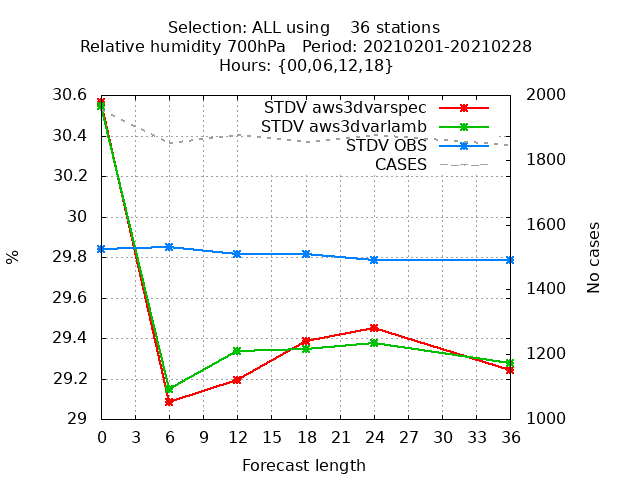 Selection: ALL using    36 stations
Relative humidity 700hPa   Period: 20210201-20210228
Hours: {00,06,12,18}
STDV aws3dvarspec
STDV aws3dvarlamb
STDV OBS
CASES
30.6
30.4
30.2
30
29.8
29.6
29.4
29.2
29
%
2000
1800
1600
1400
1200
1000
No cases
0 3 6 9 12 15 18 21 24 27 30 33 36
Forecast length